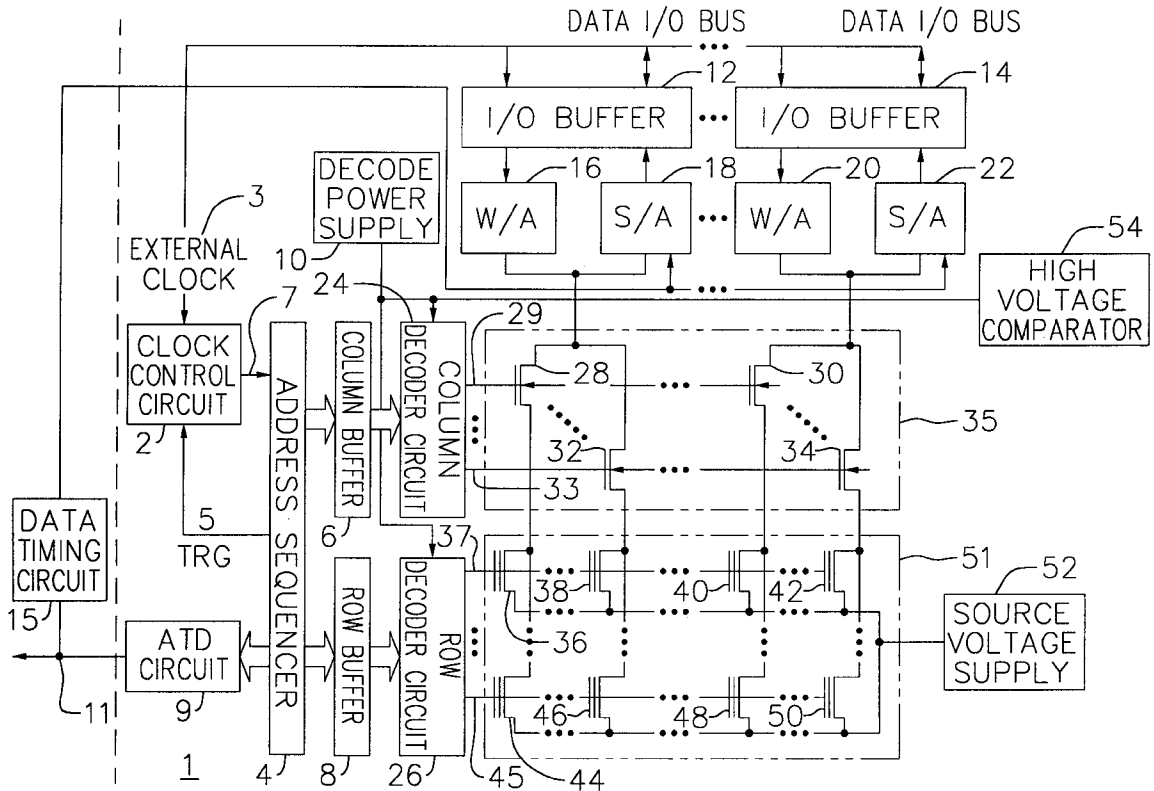 DATA I/O BUS DATA I/O BUS
12 14
I/O BUFFER I/O BUFFER
16 18 20 22
W/A S/A W/A S/A
DECODE
POWER
SUPPLY
10
3
EXTERNAL
CLOCK
7
24
29
54
HIGH
VOLTAGE
COMPARATOR
CLOCK
CONTROL
CIRCUIT
2
ADDRESS SEQUENCER
4
COLUMN BUFFER
6
COLUMN
DECODER CIRCUIT
28 30
32 34
33
35
5
TRG
DATA
TIMING
CIRCUIT
15
ATD
CIRCUIT
9
11
1
ROW BUFFER
8
ROW
DECODER CIRCUIT
26
37
38 40 42
36
51
52
SOURCE
VOLTAGE
SUPPLY
46 48 50
45 44